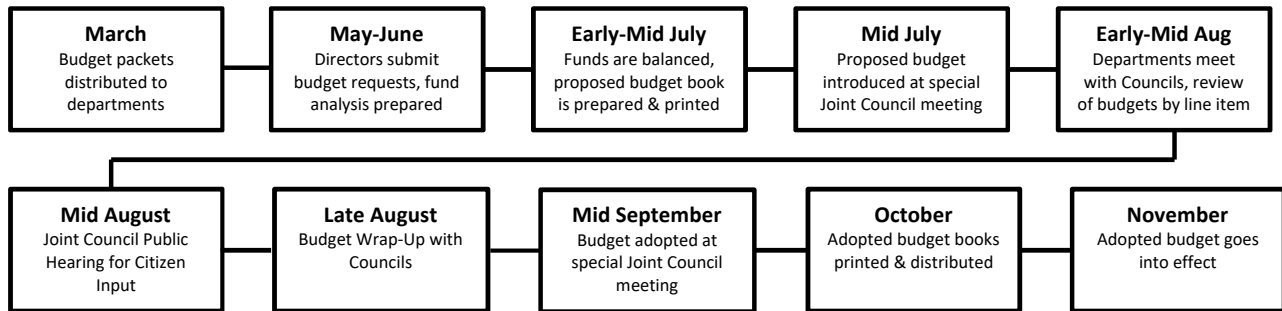 March
Budget packets
distributed to
departments
May-June
Directors submit
budget requests, fund
analysis prepared
Early-Mid July
Funds are balanced,
proposed budget book
is prepared & printed
Mid July
Proposed budget
introduced at special
Joint Council meeting
Early-Mid Aug
Departments meet
with Councils, review
of budgets by line item
Mid August
Joint Council Public
Hearing for Citizen
Input
Late August
Budget Wrap-Up with
Councils
Mid September
Budget adopted at
special Joint Council
meeting
October
Adopted budget books
printed & distributed
November
Adopted budget goes
into effect